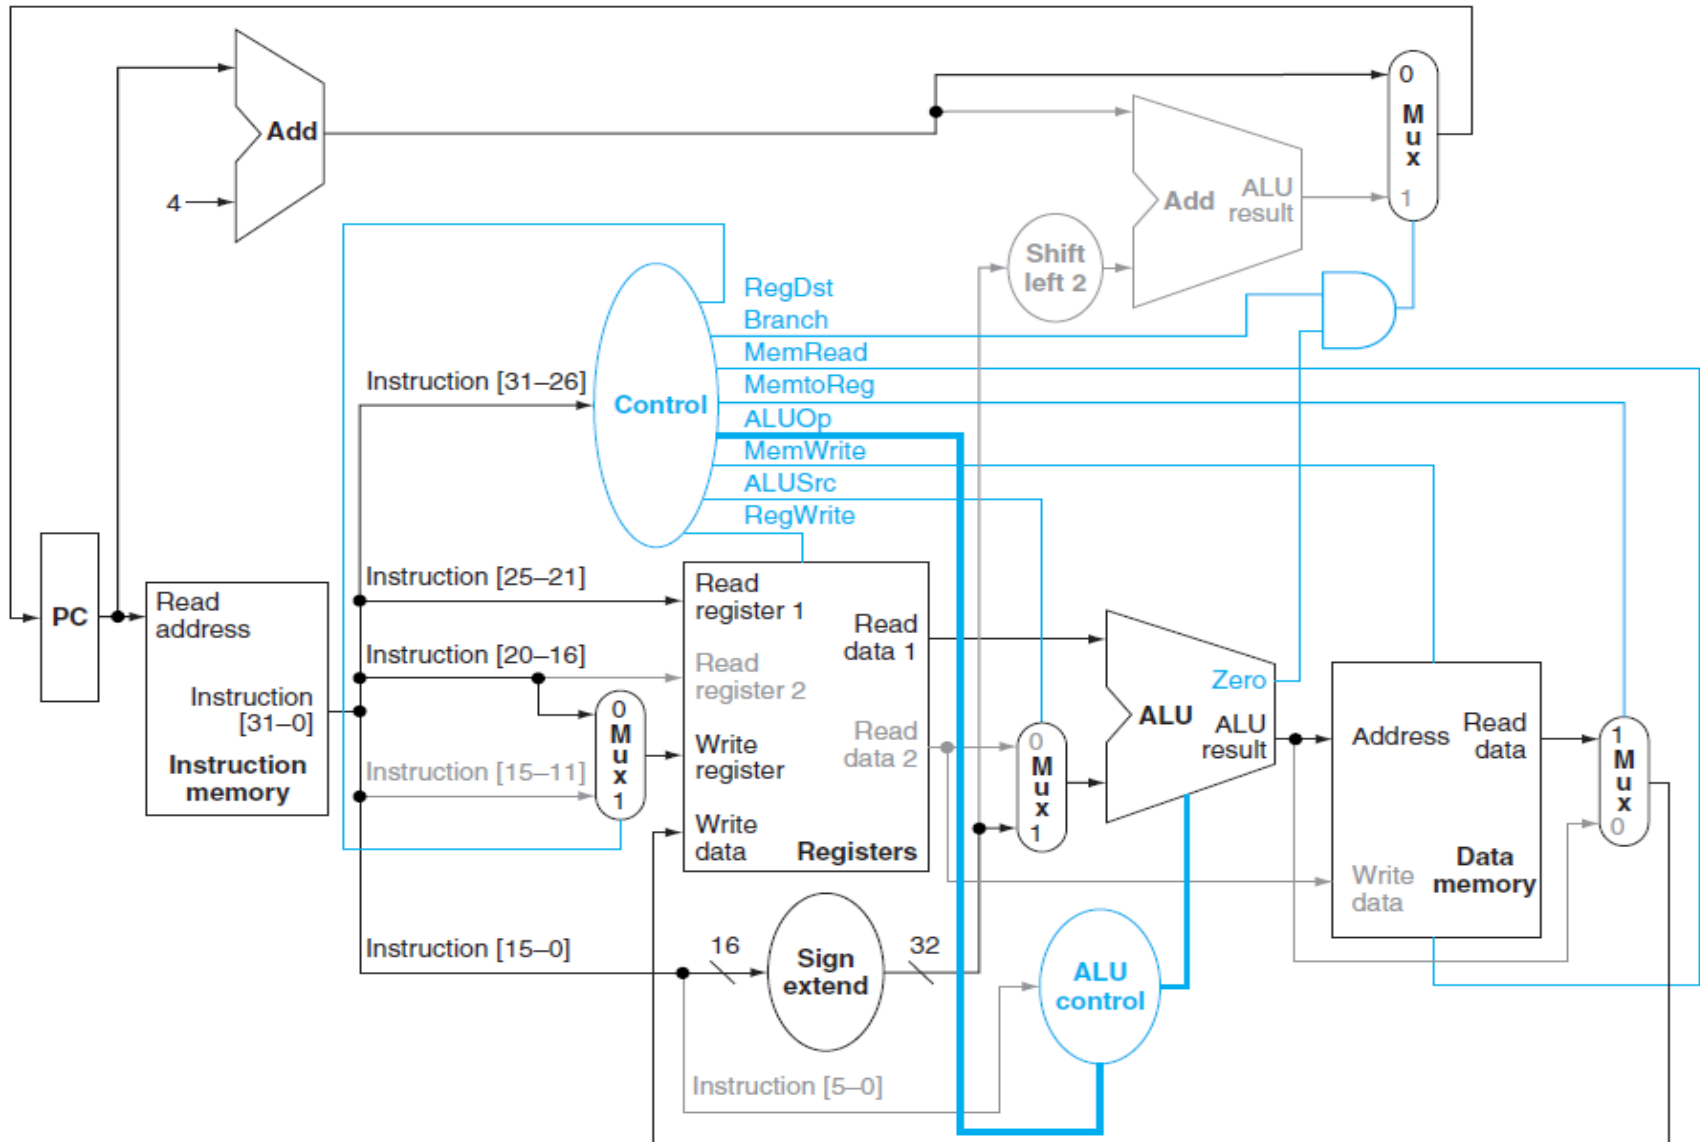 0
M
u
x
1
Add
4
Add
ALU
result
Shift
left 2
RegDst
Branch
MemRead
MemtoReg
ALUOp
MemWrite
ALUSrc
RegWrite
Control
Instruction [31–26]
Instruction [25–21]
Instruction [20–16]
Instruction [15–11]
Instruction [15–0]
Instruction [5–0]
PC
Read
address
Instruction
[31–0]
Instruction
memory
0
M
u
x
1
Read
register 1
Read
register 2
Write
register
Write
data
Read
data 1
Read
data 2
Registers
16
Sign
extend
32
0
M
u
x
1
ALU
Zero
ALU
result
ALU
control
Address
Read
data
Write
data
Data
memory
1
M
u
x
0